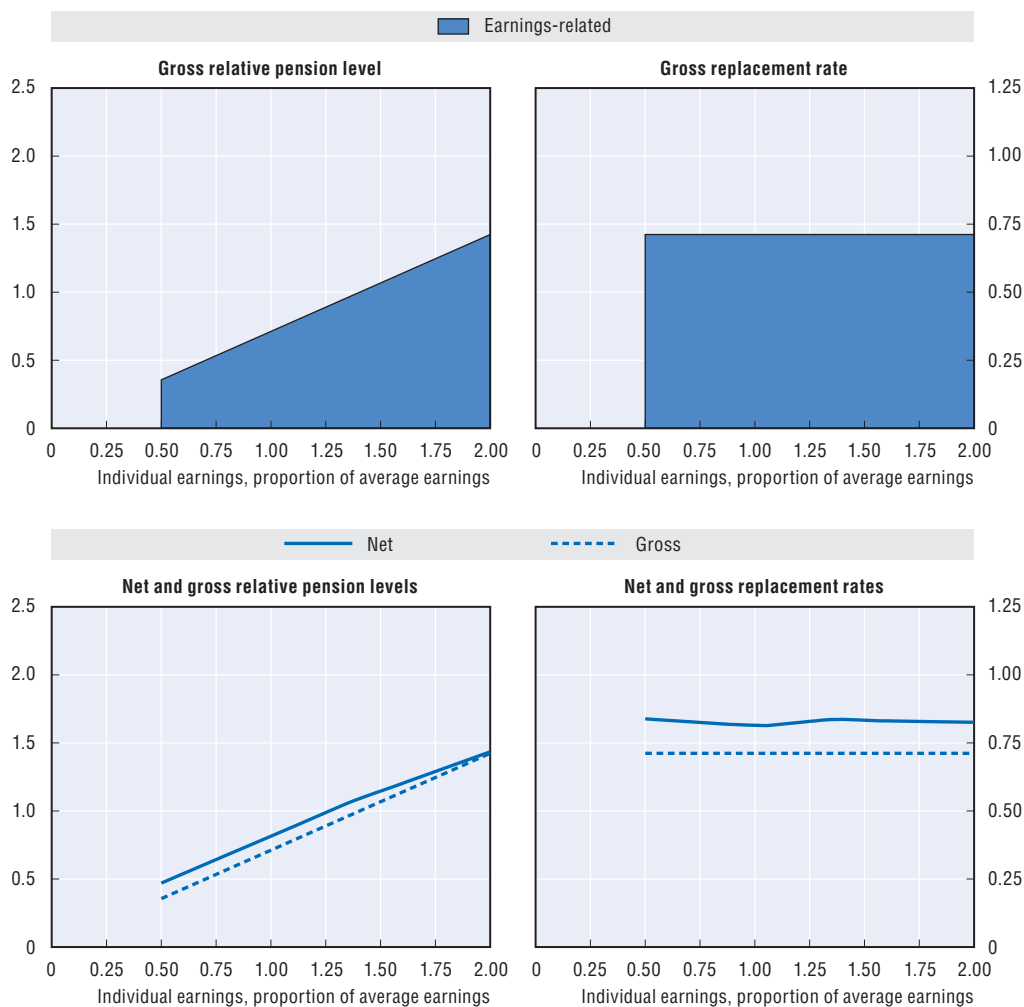 Earnings-related
Gross relative pension level
2.5
2.0
1.5
1.0
0.5
0
0 0.25 0.50 0.75 1.00 1.25 1.50 1.75 2.00
Individual earnings, proportion of average earnings
Gross replacement rate
1.25
1.00
0.75
0.50
0.25
0
0 0.25 0.50 0.75 1.00 1.25 1.50 1.75 2.00
Individual earnings, proportion of average earnings
Net Gross
Net and gross relative pension levels
2.5
2.0
1.5
1.0
0.5
0
0 0.25 0.50 0.75 1.00 1.25 1.50 1.75 2.00
Individual earnings, proportion of average earnings
Net and gross replacement rates
1.25
1.00
0.75
0.50
0.25
0
0 0.25 0.50 0.75 1.00 1.25 1.50 1.75 2.00
Individual earnings, proportion of average earnings